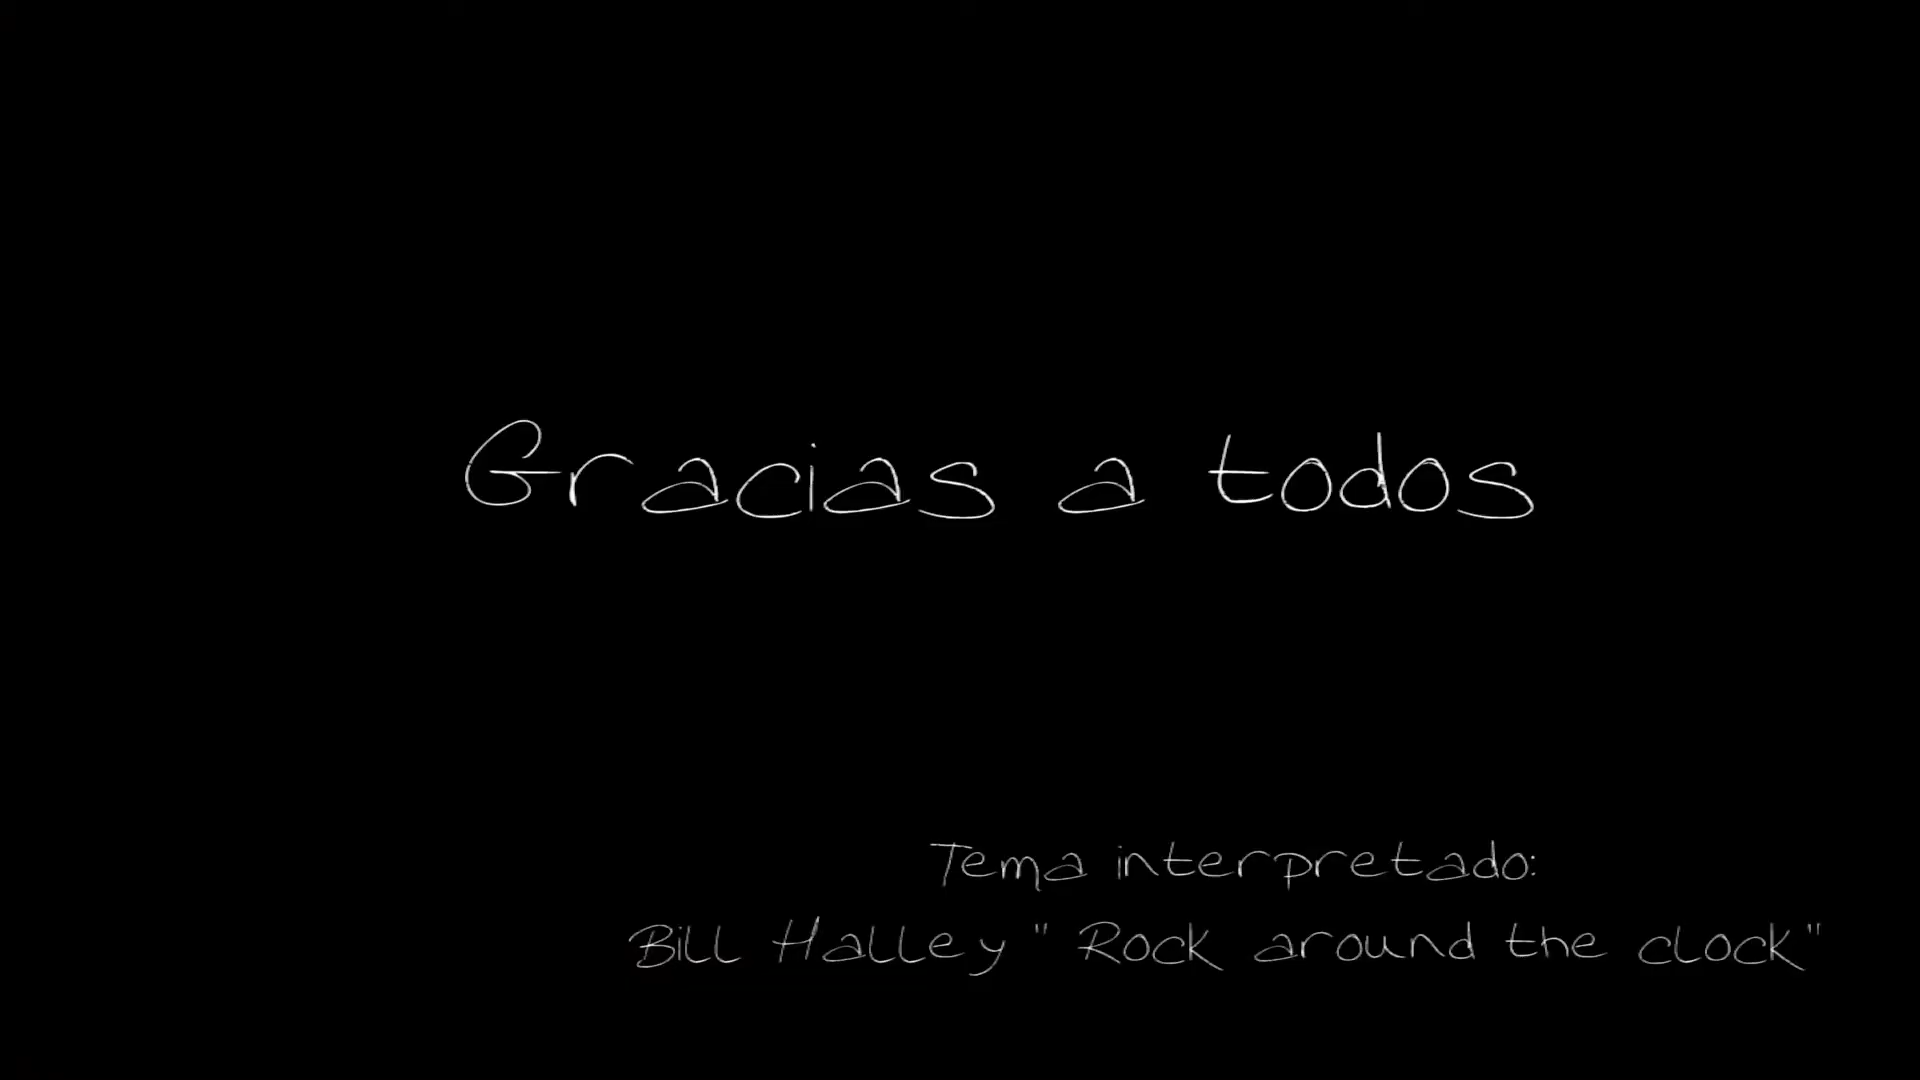 Gracias a todos
Tema interpretado:
Bill Halley " Rock around the clock"